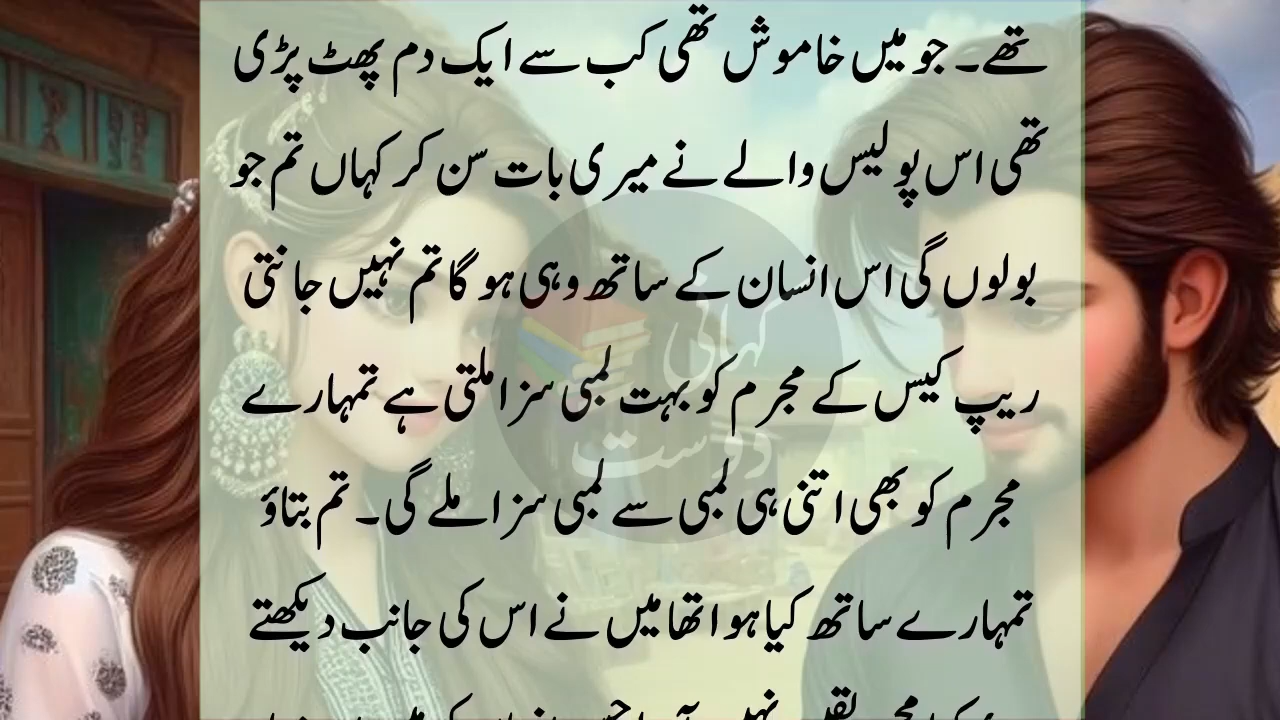 تھے۔ جو میں خاموش تھی کب سے ایک دم پھٹ پڑی
تھی اس پولیس والے نے میری بات سن کر کہاں تم جو
بولوں گی اس انسان کے ساتھ وہی ہو گا تم نہیں جانتی
ریپ کیس کے مجرم کو بہت لمبی سزا ملتی ہے تمہارے
مجرم کو بھی اتنی ہی لمبی سے لمبی سزا ملے گی۔ تم بتاؤ
تمہارے ساتھ کیا ہوا تھا میں نے اس کی جانب دیکھتے
کہانی
دوست